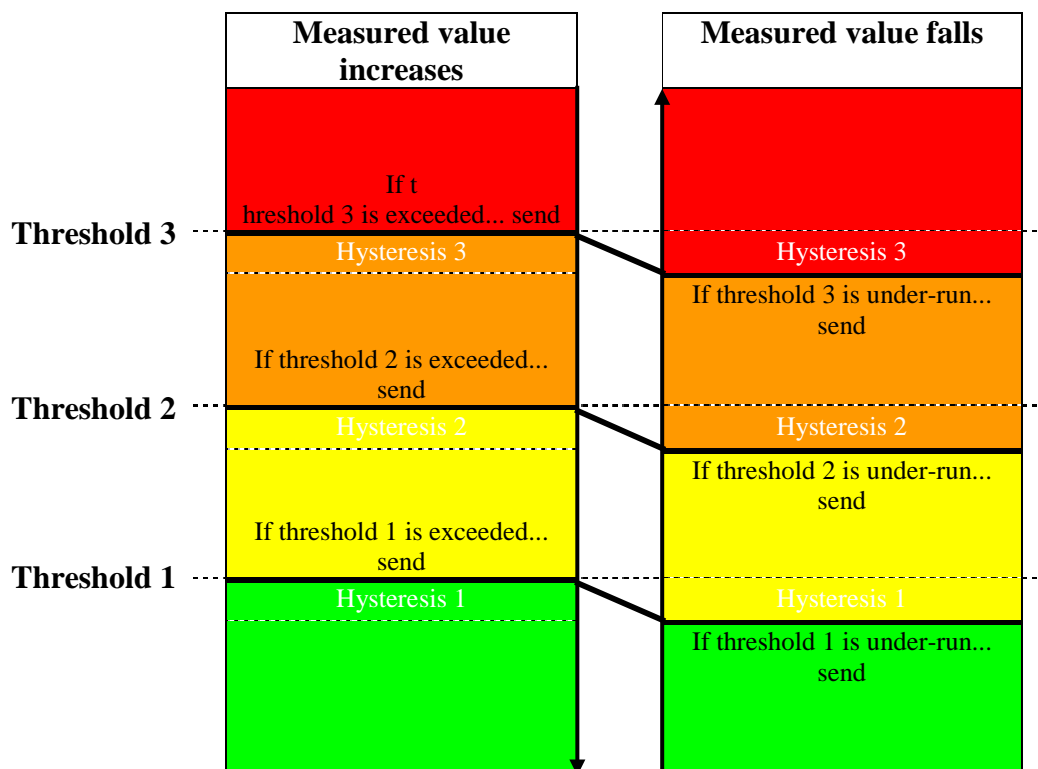 Measured value
increases
Measured value falls
If t
hreshold 3 is exceeded... send
Threshold 3
Hysteresis 3
Hysteresis 3
If threshold 3 is under-run...
send
If threshold 2 is exceeded...
send
Threshold 2
Hysteresis 2
Hysteresis 2
If threshold 2 is under-run...
send
If threshold 1 is exceeded...
send
Threshold 1
Hysteresis 1
Hysteresis 1
If threshold 1 is under-run...
send